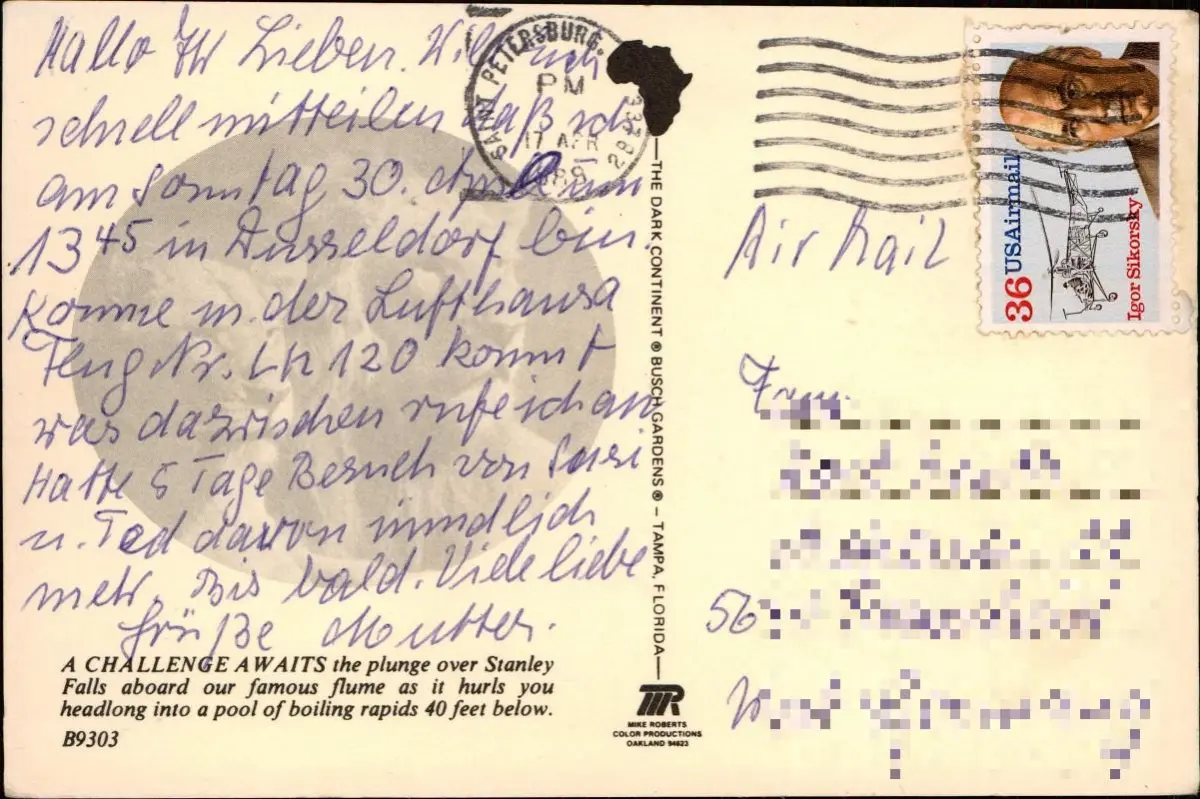 Hallo Ihr Lieben. Will Euch
schnell mitteilen daß ich
am Sonntag 30. April um
13 45 in Düsseldorf bin.
Komme m. der Lufthansa
Flug Nr. LH 120 kommt
was dazwischen rufe ich an
Hatte 5 Tage Besuch von Susi
u. Ted davon mündlich
mehr. Bis bald. Viele liebe
Grüße Mutter.
A CHALLENGE AWAITS the plunge over Stanley
Falls aboard our famous flume as it hurls you
headlong into a pool of boiling rapids 40 feet below.
B9303
SAINT PETERSBURG,
PM
17 APR
THE DARK CONTINENT ® BUSCH GARDENS ® – TAMPA, FLORIDA
MIKE ROBERTS
COLOR PRODUCTIONS
OAKLAND 94623
36 USAirmail
Igor Sikorsky
Air Mail
56